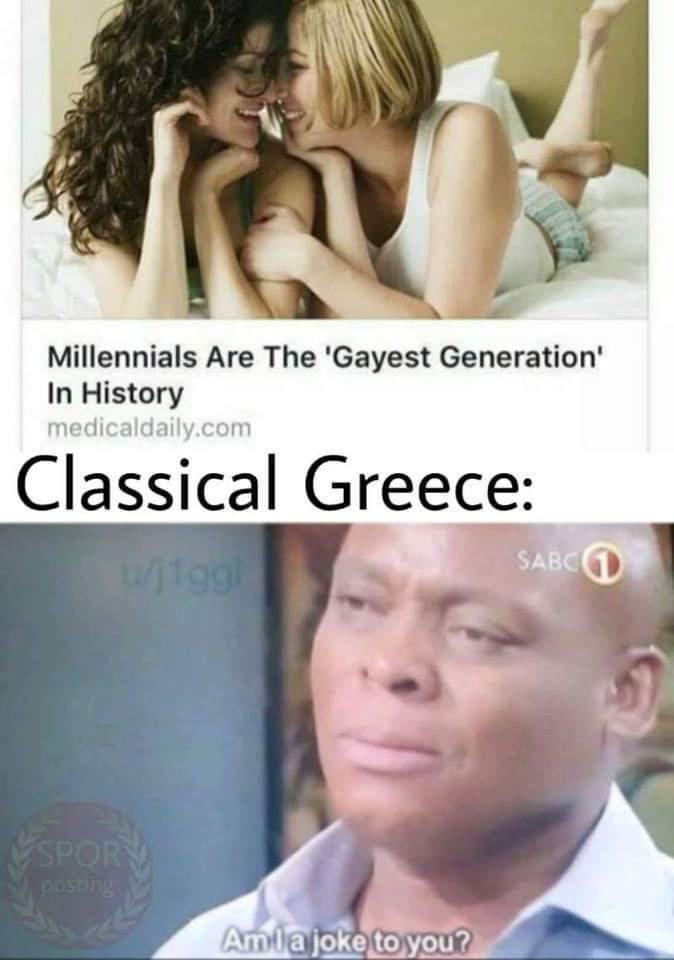 Millennials Are The 'Gayest Generation'
In History
medicaldaily.com
Classical Greece:
SABC 1
u/j1ggl
SPQR
posting
Am I a joke to you?